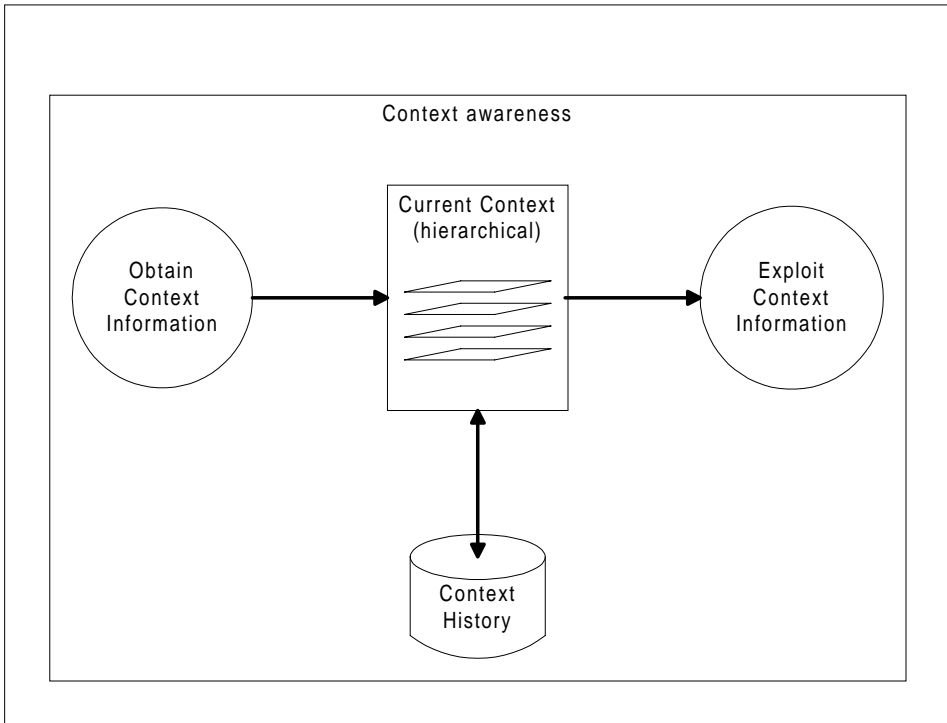 Context awareness
Current Context
(hierarchical)
Obtain
Context
Information
Exploit
Context
Information
Context
History